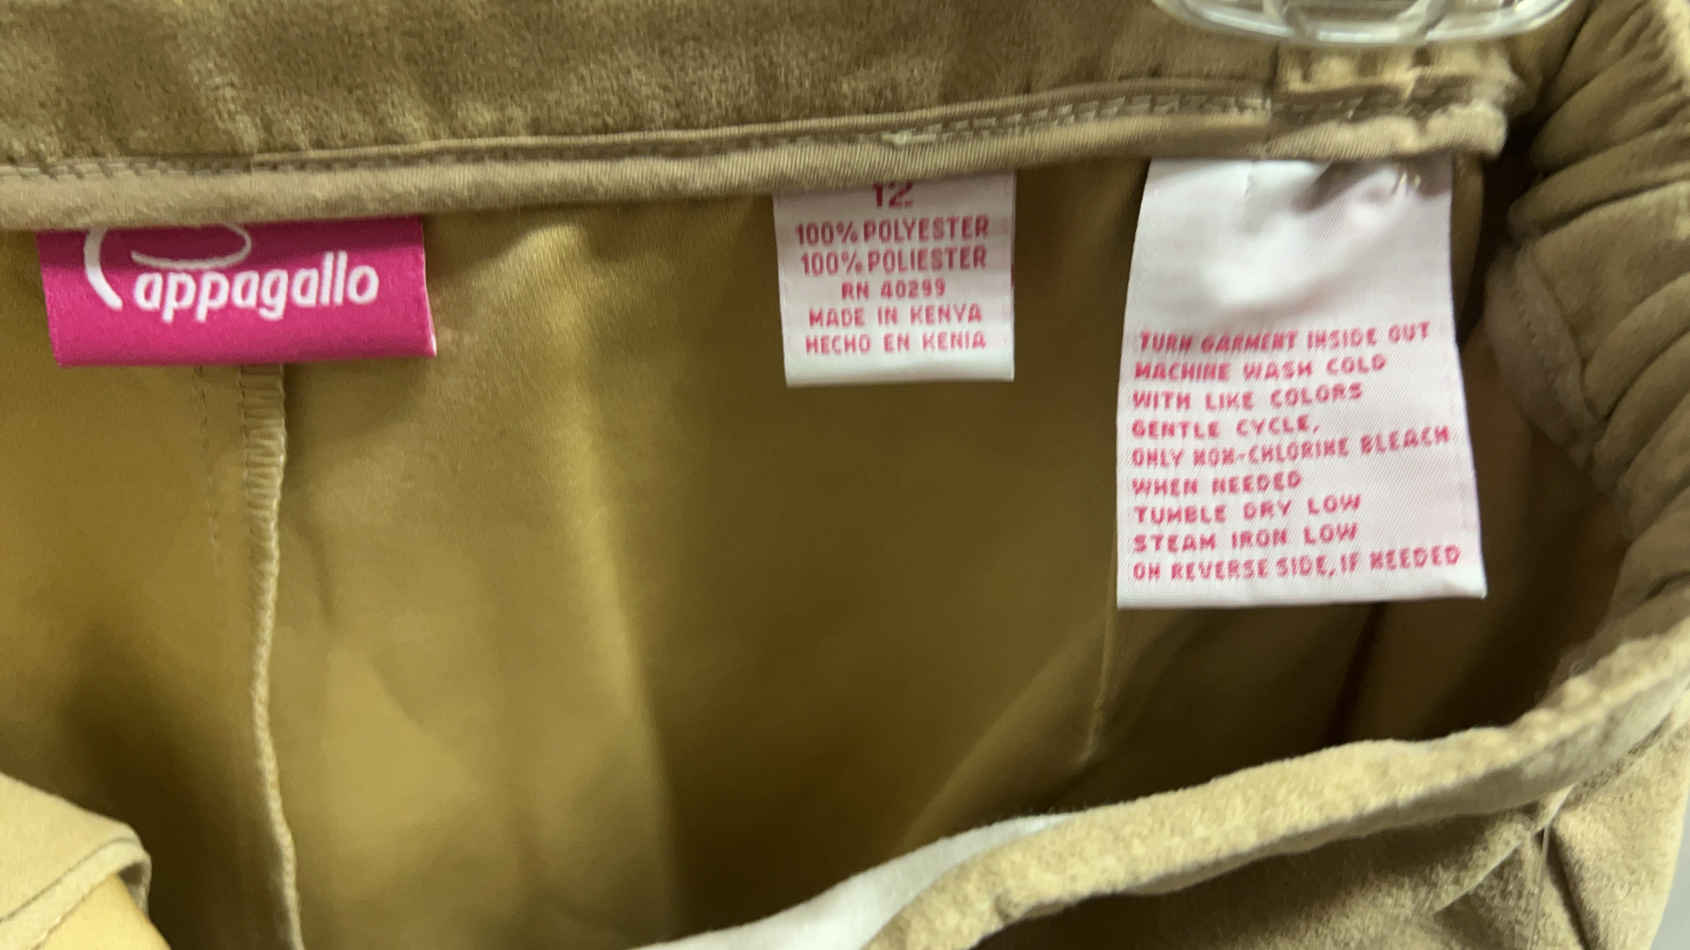 Cappagallo
12
100% POLYESTER
100% POLIESTER
RN 40299
MADE IN KENYA
HECHO EN KENIA
TURN GARMENT INSIDE OUT
MACHINE WASH COLD
WITH LIKE COLORS
GENTLE CYCLE,
ONLY NON-CHLORINE BLEACH
WHEN NEEDED
TUMBLE DRY LOW
STEAM IRON LOW
ON REVERSE SIDE, IF NEEDED